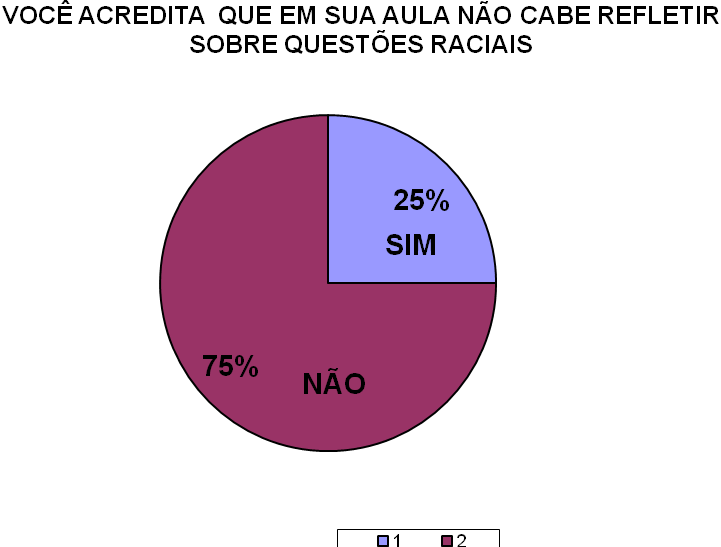 VOCÊ ACREDITA  QUE EM SUA AULA NÃO CABE REFLETIR
SOBRE QUESTÕES RACIAIS
25%
SIM
75%
NÃO
1 2